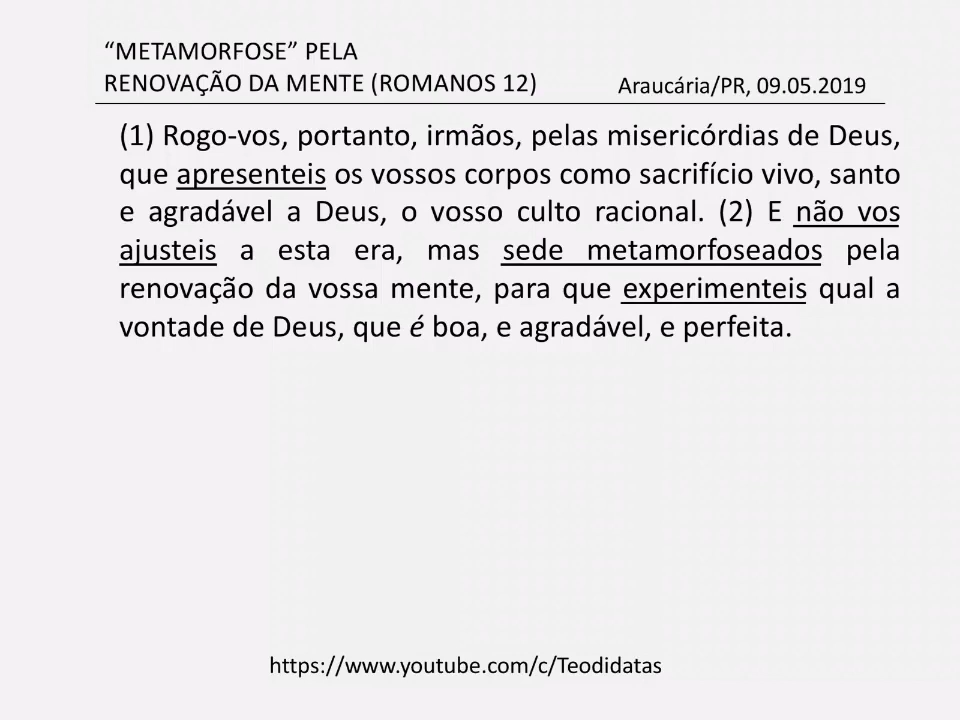 “METAMORFOSE” PELA
RENOVAÇÃO DA MENTE (ROMANOS 12)
Araucária/PR, 09.05.2019
(1) Rogo-vos, portanto, irmãos, pelas misericórdias de Deus,
que apresenteis os vossos corpos como sacrifício vivo, santo
e agradável a Deus, o vosso culto racional. (2) E não vos
ajusteis a esta era, mas sede metamorfoseados pela
renovação da vossa mente, para que experimenteis qual a
vontade de Deus, que é boa, e agradável, e perfeita.
https://www.youtube.com/c/Teodidatas